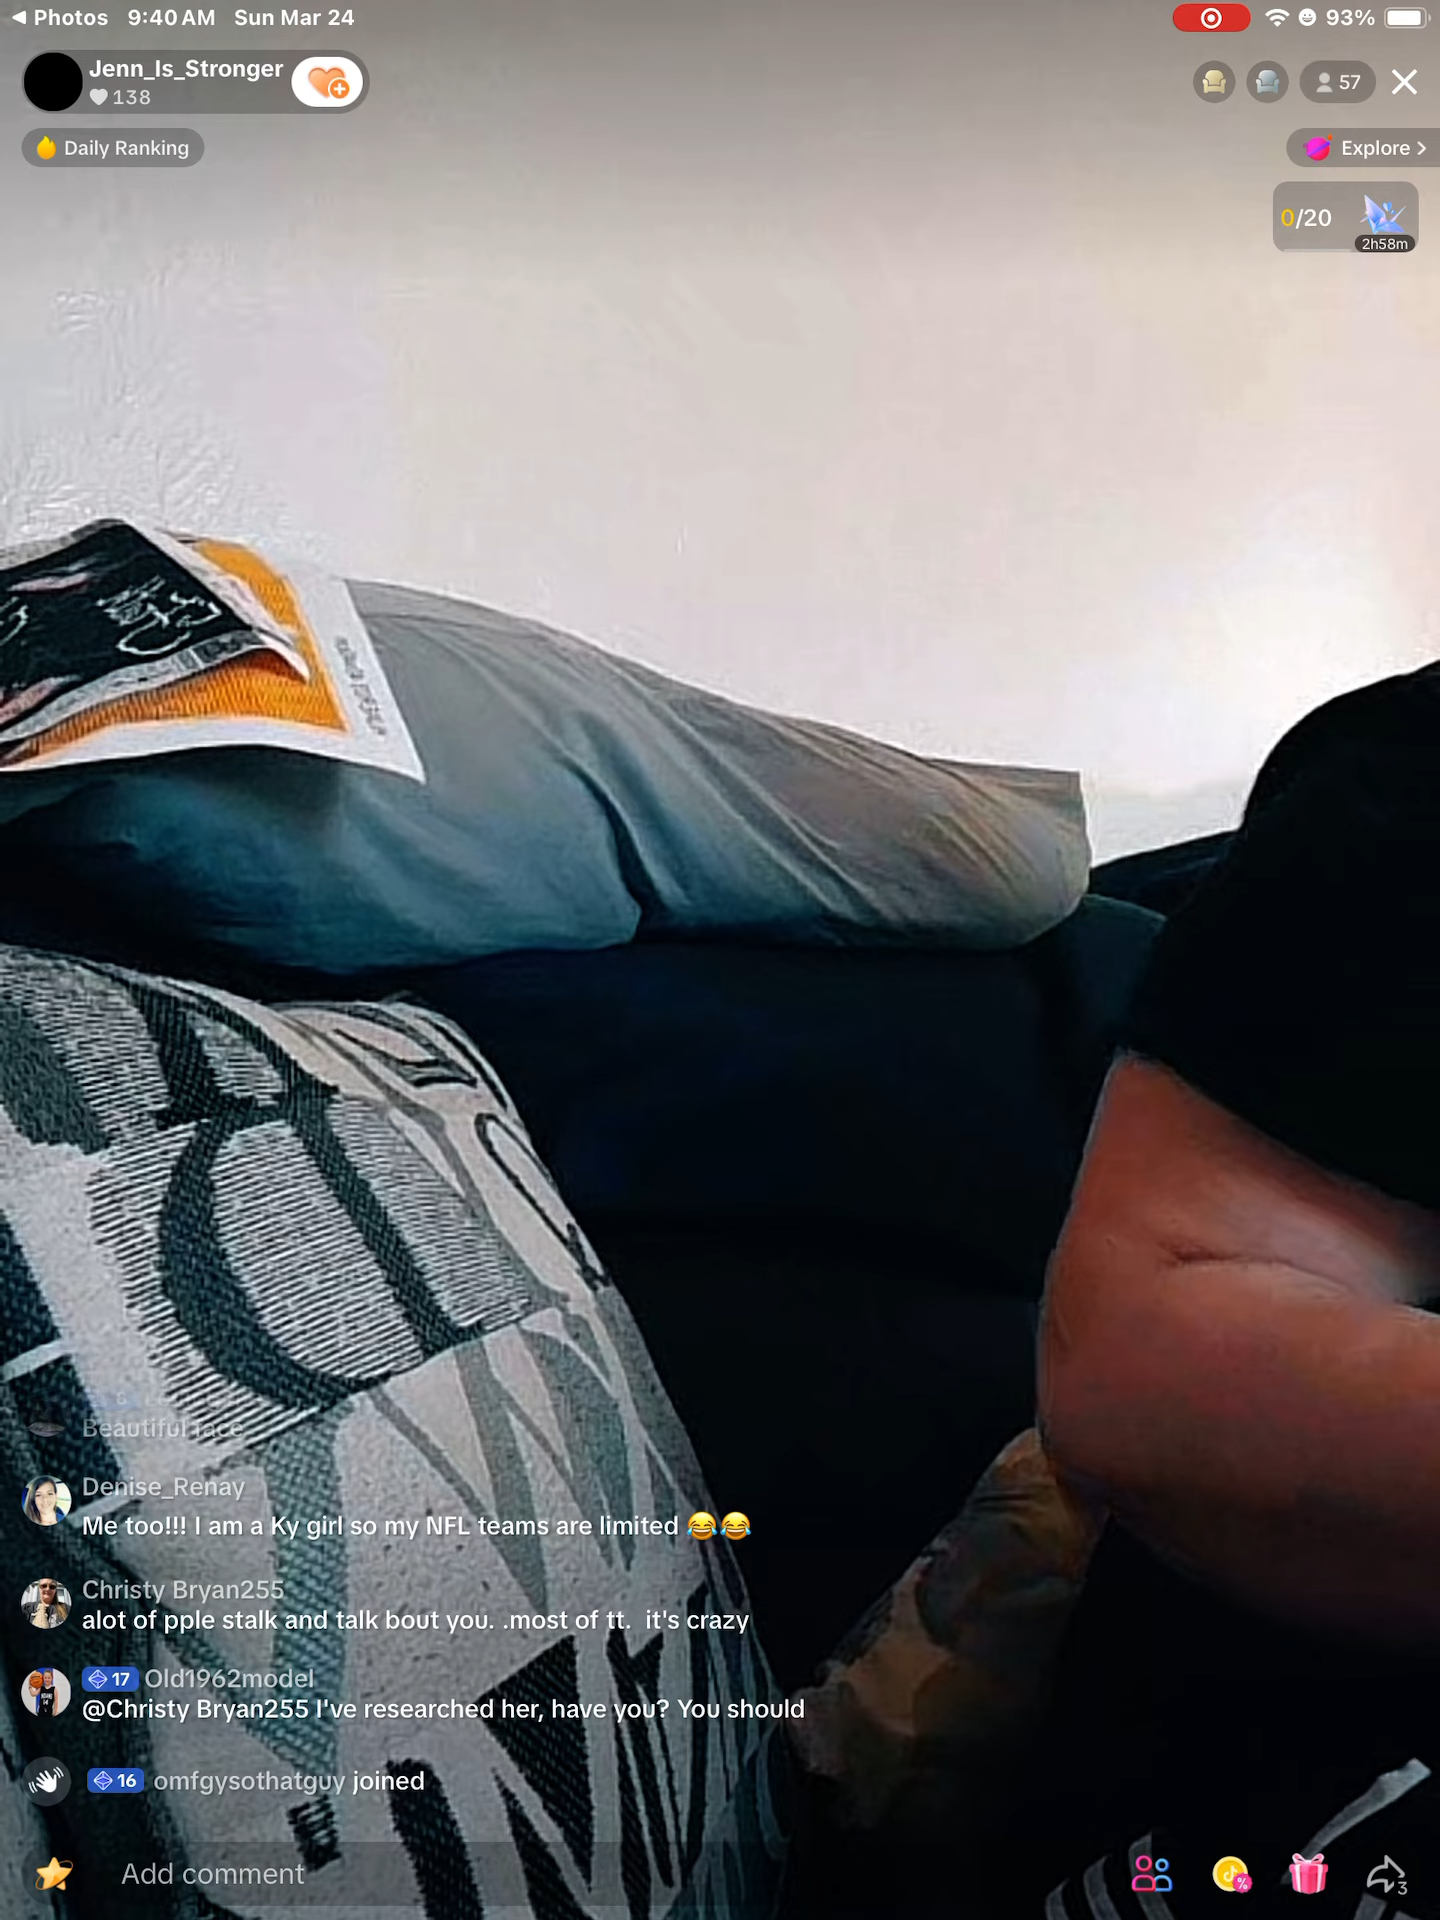 Photos 9:40 AM Sun Mar 24
93%
Jenn_Is_Stronger
138
57
Daily Ranking
Explore >
0/20
2h58m
Beautiful face
Denise_Renay
Me too!!! I am a Ky girl so my NFL teams are limited 😂😂
Christy Bryan255
alot of pple stalk and talk bout you. .most of tt.  it's crazy
17 Old1962model
@Christy Bryan255 I've researched her, have you? You should
16 omfgysothatguy joined
Add comment
3